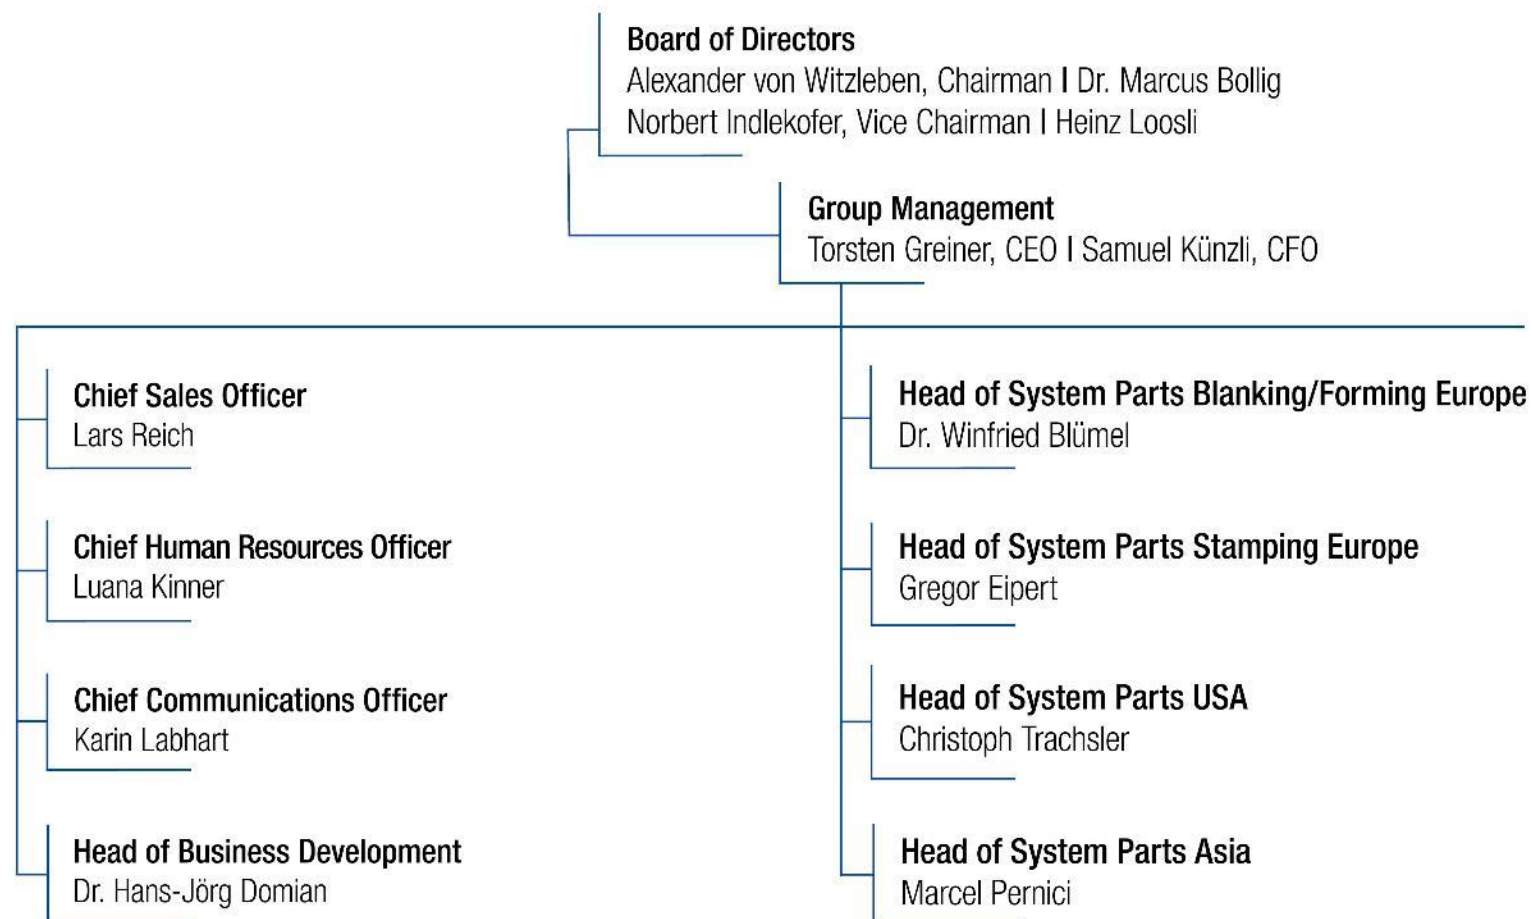 Board of Directors
Alexander von Witzleben, Chairman | Dr. Marcus Bollig
Norbert Indlekofer, Vice Chairman | Heinz Loosli
Group Management
Torsten Greiner, CEO | Samuel Künzli, CFO
Chief Sales Officer
Lars Reich
Chief Human Resources Officer
Luana Kinner
Chief Communications Officer
Karin Labhart
Head of Business Development
Dr. Hans-Jörg Domian
Head of System Parts Blanking/Forming Europe
Dr. Winfried Blümel
Head of System Parts Stamping Europe
Gregor Eipert
Head of System Parts USA
Christoph Trachsler
Head of System Parts Asia
Marcel Pernici